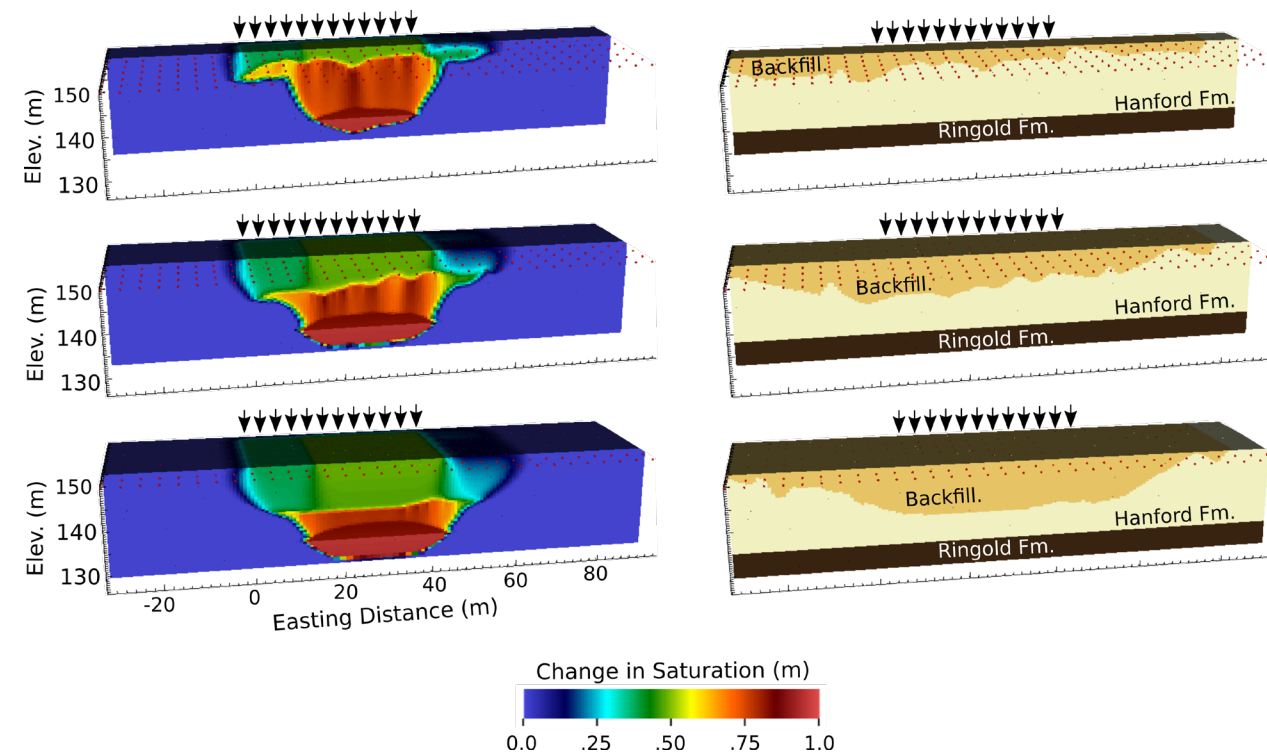 Elev. (m)
150
140
130
Backfill.
Hanford Fm.
Ringold Fm.
Elev. (m)
150
140
130
Backfill.
Hanford Fm.
Ringold Fm.
Elev. (m)
150
140
130
-20 0 20 40 60 80
Easting Distance (m)
Backfill.
Hanford Fm.
Ringold Fm.
Change in Saturation (m)
0.0 .25 .50 .75 1.0